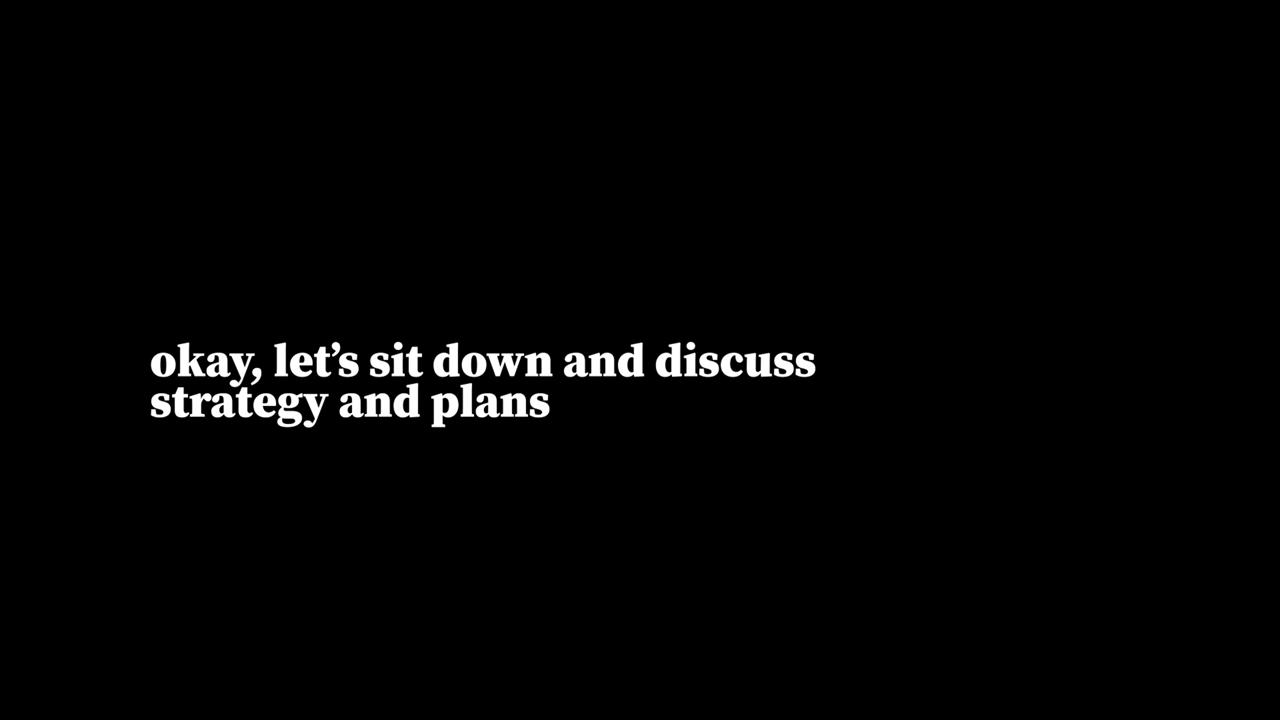 okay, let’s sit down and discuss
strategy and plans